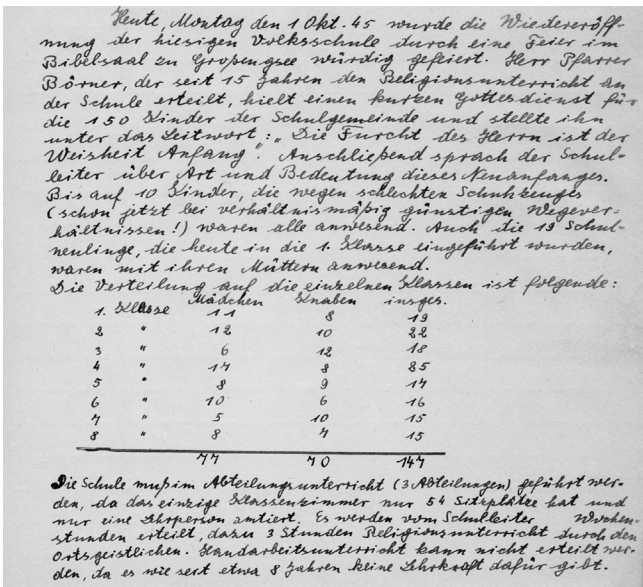 Heute, Montag den 1 Okt. 45 wurde die Wiedereröff-
nung der hiesigen Volksschule durch eine Feier im
Bibelsaal zu Großengsee würdig gefeiert. Herr Pfarrer
Börner, der seit 15 Jahren den Religionsunterricht an
der Schule erteilt, hielt einen kurzen Gottesdienst für
die 150 Kinder der Schulgemeinde und stellte ihn
unter das Leitwort: „Die Furcht des Herrn ist der
Weisheit Anfang". Anschließend sprach der Schul-
leiter über Art und Bedeutung dieses Neuanfanges.
Bis auf 10 Kinder, die wegen schlechten Schuhzeuges
(schon jetzt bei verhältnismäßig günstigen Wegever-
hältnissen!) waren alle anwesend. Auch die 19 Schul-
neulinge, die heute in die 1. Klasse eingeführt wurden,
waren mit ihren Müttern anwesend.
Die Verteilung auf die einzelnen Klassen ist folgende:
Mädchen Knaben insges.
1. Klasse 11 8 19
2 " 12 10 22
3 " 6 12 18
4 " 17 8 25
5 " 8 9 17
6 " 10 6 16
7 " 5 10 15
8 " 8 7 15
77 70 147
Die Schule muß im Abteilungsunterricht (3 Abteilungen) geführt wer-
den, da das einzige Klassenzimmer nur 54 Sitzplätze hat und
nur eine Lehrperson amtiert. Es werden vom Schulleiter Wochen-
stunden erteilt, dazu 3 Stunden Religionsunterricht durch den
Ortsgeistlichen. Handarbeitsunterricht kann nicht erteilt wer-
den, da es wie seit etwa 8 Jahren keine Lehrkraft dafür gibt.